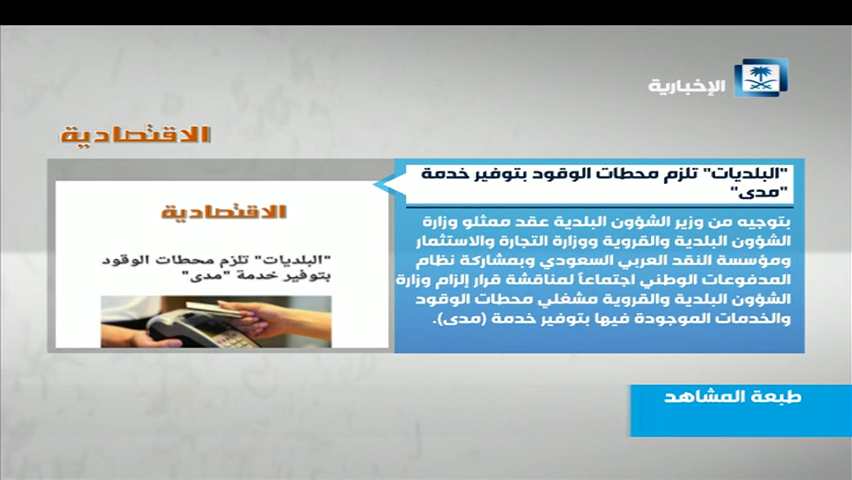 الإخبارية
الاقتصادية
"البلديات" تلزم محطات الوقود بتوفير خدمة
"مدى"
بتوجيه من وزير الشؤون البلدية عقد ممثلو وزارة
الشؤون البلدية والقروية ووزارة التجارة والاستثمار
ومؤسسة النقد العربي السعودي وبمشاركة نظام
المدفوعات الوطني اجتماعاً لمناقشة قرار إلزام وزارة
الشؤون البلدية والقروية مشغلي محطات الوقود
والخدمات الموجودة فيها بتوفير خدمة (مدى).
الاقتصادية
"البلديات" تلزم محطات الوقود
بتوفير خدمة "مدى"
طبعة المشاهد